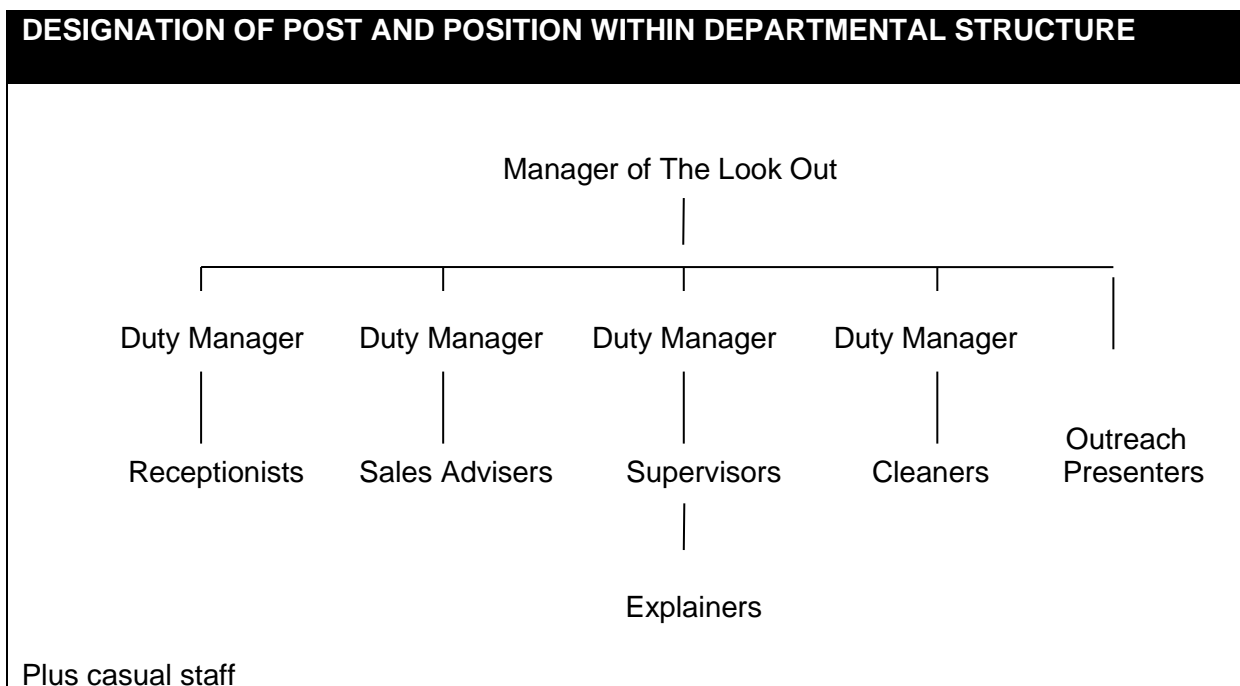 DESIGNATION OF POST AND POSITION WITHIN DEPARTMENTAL STRUCTURE
Manager of The Look Out
Duty Manager Duty Manager Duty Manager Duty Manager
Outreach
Receptionists Sales Advisers Supervisors Cleaners Presenters
Explainers
Plus casual staff